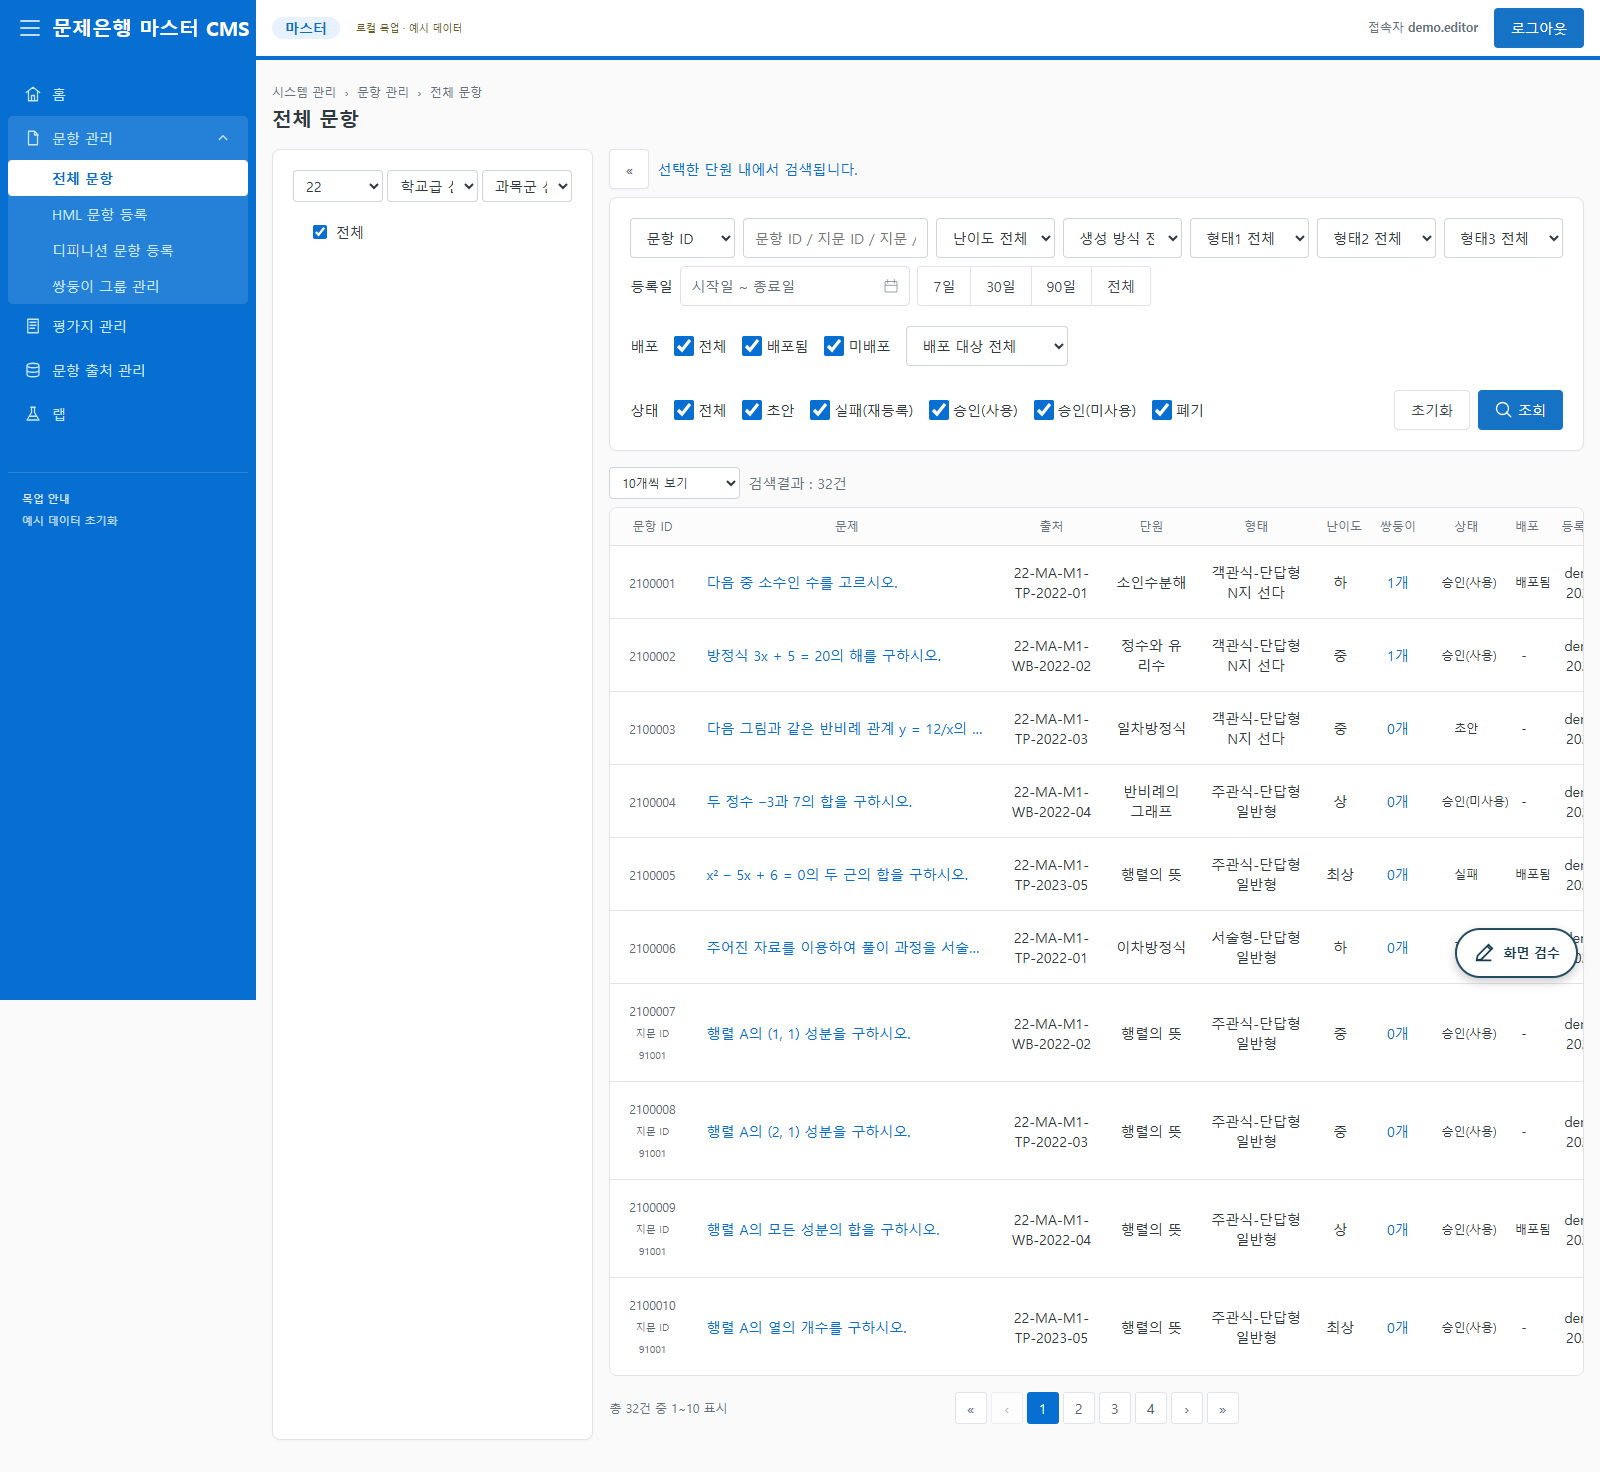 문제은행 마스터 CMS
마스터
로컬 목업 · 예시 데이터
접속자 demo.editor
로그아웃
홈
문항 관리
전체 문항
HML 문항 등록
디피니션 문항 등록
쌍둥이 그룹 관리
평가지 관리
문항 출처 관리
랩
목업 안내
예시 데이터 초기화
시스템 관리 › 문항 관리 › 전체 문항
전체 문항
22
학교급
과목군
전체
«
선택한 단원 내에서 검색됩니다.
문항 ID
문항 ID / 지문 ID / 지문 /
난이도 전체
생성 방식
형태1 전체
형태2 전체
형태3 전체
등록일
시작일 ~ 종료일
7일
30일
90일
전체
배포
전체
배포됨
미배포
배포 대상 전체
상태
전체
초안
실패(재등록)
승인(사용)
승인(미사용)
폐기
초기화
조회
10개씩 보기
검색결과 : 32건
문항 ID 문제 출처 단원 형태 난이도 쌍둥이 상태 배포 등록
2100001 다음 중 소수인 수를 고르시오. 22-MA-M1-TP-2022-01 소인수분해 객관식-단답형 N지 선다 하 1개 승인(사용) 배포됨
2100002 방정식 3x + 5 = 20의 해를 구하시오. 22-MA-M1-WB-2022-02 정수와 유리수 객관식-단답형 N지 선다 중 1개 승인(사용) -
2100003 다음 그림과 같은 반비례 관계 y = 12/x의 ... 22-MA-M1-TP-2022-03 일차방정식 객관식-단답형 N지 선다 중 0개 초안 -
2100004 두 정수 −3과 7의 합을 구하시오. 22-MA-M1-WB-2022-04 반비례의 그래프 주관식-단답형 일반형 상 0개 승인(미사용) -
2100005 x² − 5x + 6 = 0의 두 근의 합을 구하시오. 22-MA-M1-TP-2023-05 행렬의 뜻 주관식-단답형 일반형 최상 0개 실패 배포됨
2100006 주어진 자료를 이용하여 풀이 과정을 서술... 22-MA-M1-TP-2022-01 이차방정식 서술형-단답형 일반형 하 0개
화면 검수
2100007 지문 ID 91001 행렬 A의 (1, 1) 성분을 구하시오. 22-MA-M1-WB-2022-02 행렬의 뜻 주관식-단답형 일반형 중 0개 승인(사용) -
2100008 지문 ID 91001 행렬 A의 (2, 1) 성분을 구하시오. 22-MA-M1-TP-2022-03 행렬의 뜻 주관식-단답형 일반형 중 0개 승인(사용) -
2100009 지문 ID 91001 행렬 A의 모든 성분의 합을 구하시오. 22-MA-M1-WB-2022-04 행렬의 뜻 주관식-단답형 일반형 상 0개 승인(사용) 배포됨
2100010 지문 ID 91001 행렬 A의 열의 개수를 구하시오. 22-MA-M1-TP-2023-05 행렬의 뜻 주관식-단답형 일반형 최상 0개 승인(사용) -
총 32건 중 1~10 표시
« ‹ 1 2 3 4 › »